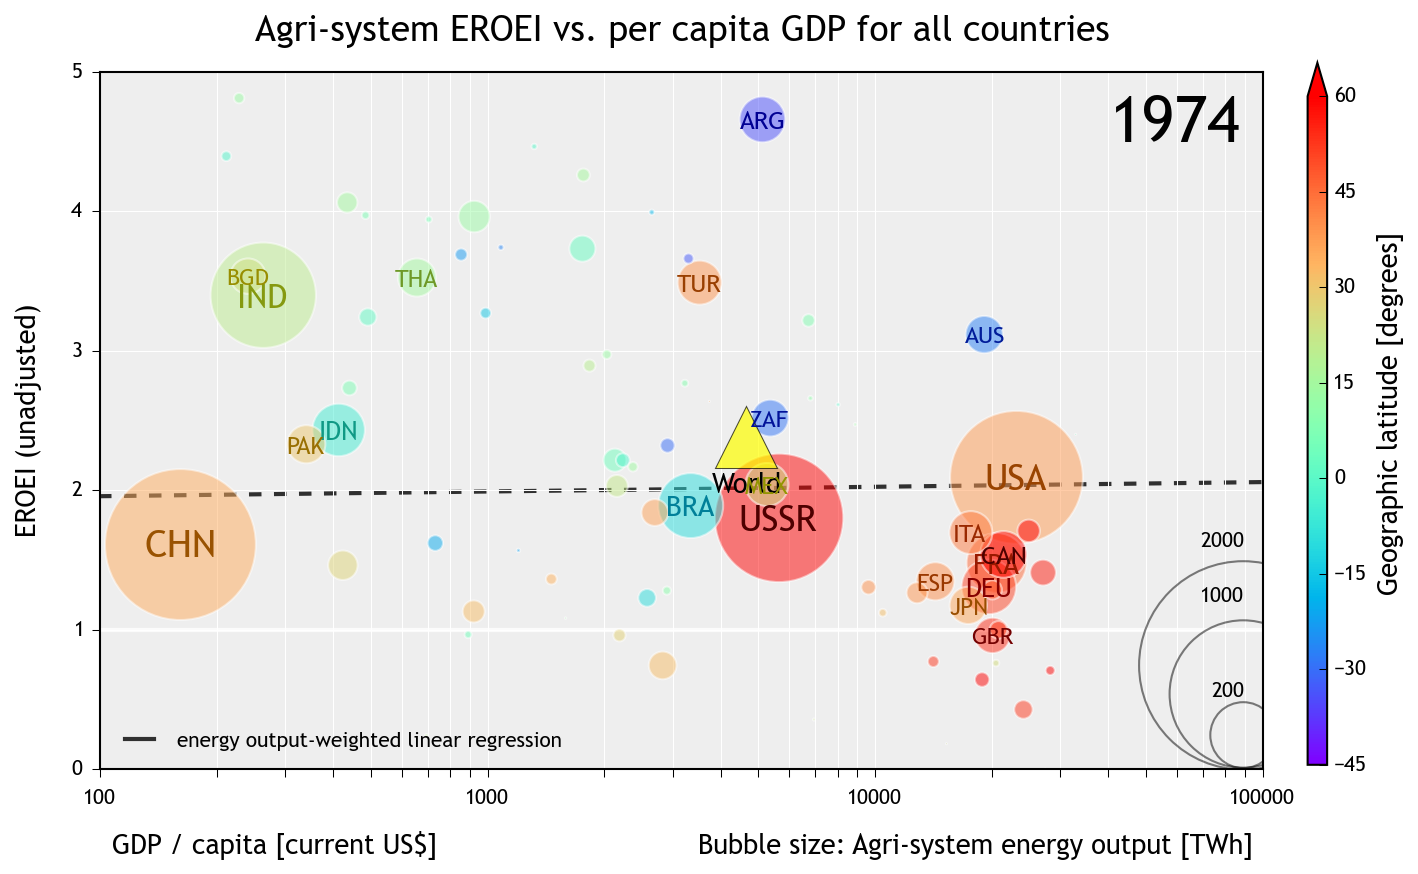 Agri-system EROEI vs. per capita GDP for all countries
1974
EROEI (unadjusted)
5
4
3
2
1
0
ARG
BGD
IND
THA
TUR
AUS
IDN
PAK
ZAF
World
MEX
BRA
USSR
USA
CHN
ITA
CAN
FRA
ESP
DEU
JPN
GBR
2000
1000
200
energy output-weighted linear regression
100
1000
10000
100000
GDP / capita [current US$]
Bubble size: Agri-system energy output [TWh]
60
45
30
15
0
−15
−30
−45
Geographic latitude [degrees]